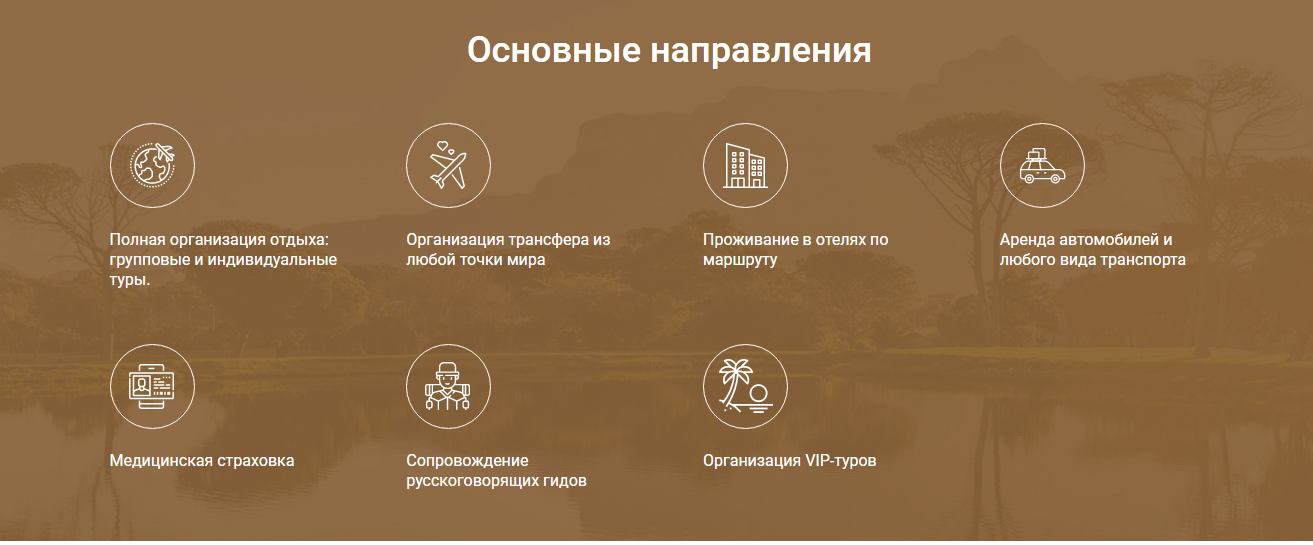 Основные направления
Полная организация отдыха:
групповые и индивидуальные
туры.
Организация трансфера из
любой точки мира
Проживание в отелях по
маршруту
Аренда автомобилей и
любого вида транспорта
Медицинская страховка
Сопровождение
русскоговорящих гидов
Организация VIP-туров